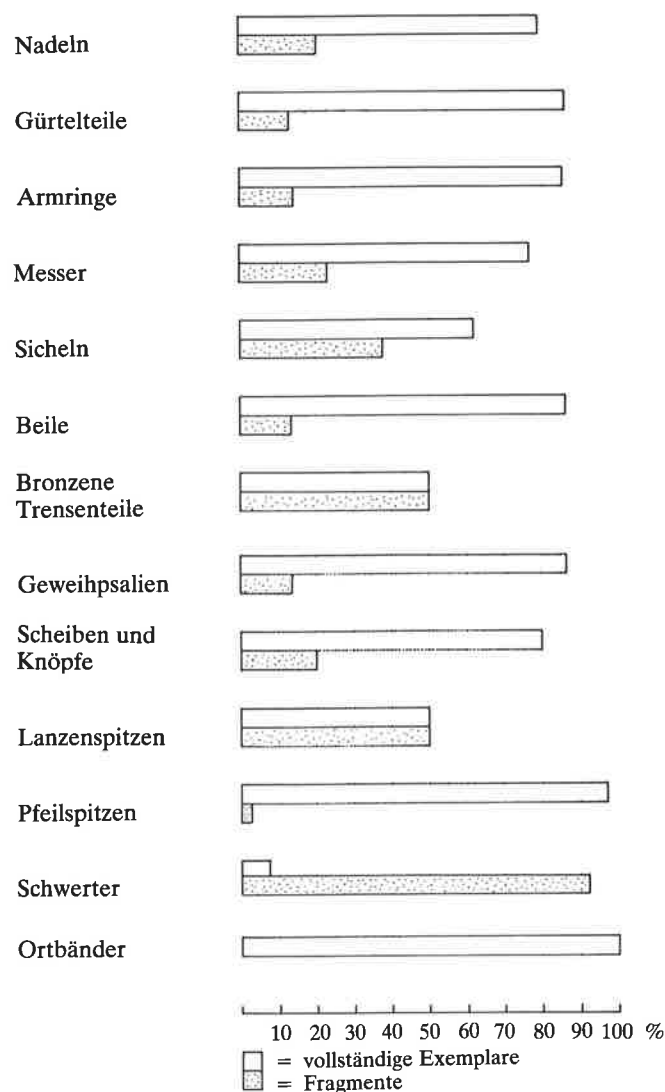 Nadeln
Gürtelteile
Armringe
Messer
Sicheln
Beile
Bronzene
Trensenteile
Geweihpsalien
Scheiben und
Knöpfe
Lanzenspitzen
Pfeilspitzen
Schwerter
Ortbänder
10 20 30 40 50 60 70 80 90 100 %
= vollständige Exemplare
= Fragmente